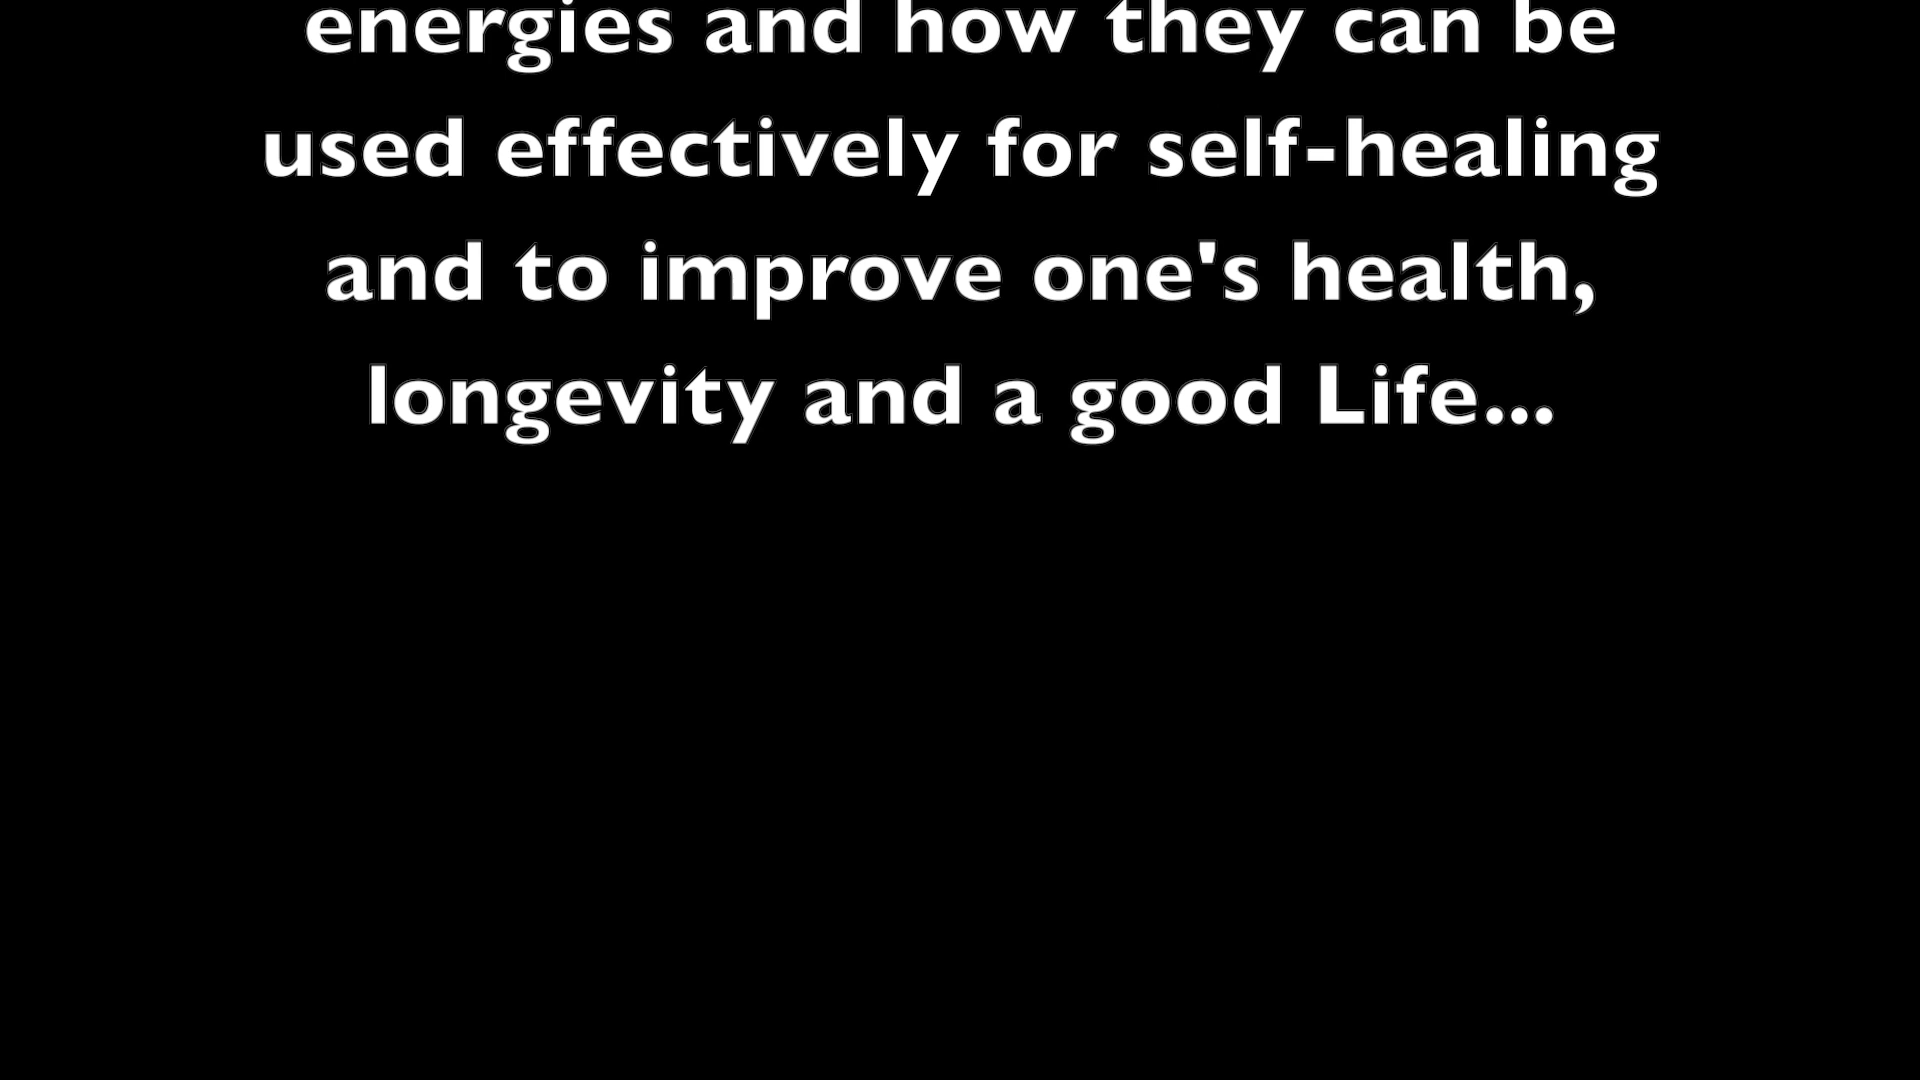 energies and how they can be
used effectively for self-healing
and to improve one's health,
longevity and a good Life...